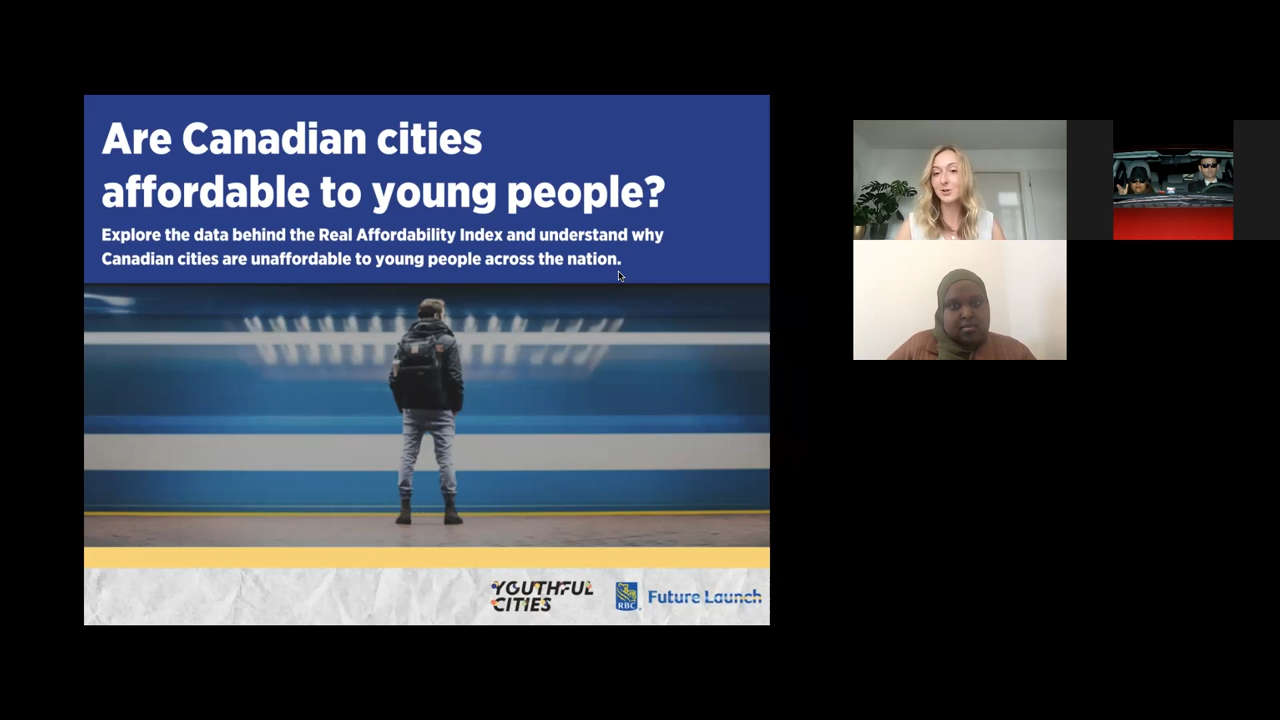 Are Canadian cities
affordable to young people?
Explore the data behind the Real Affordability Index and understand why
Canadian cities are unaffordable to young people across the nation.
YOUTHFUL
CITIES
RBC
Future Launch